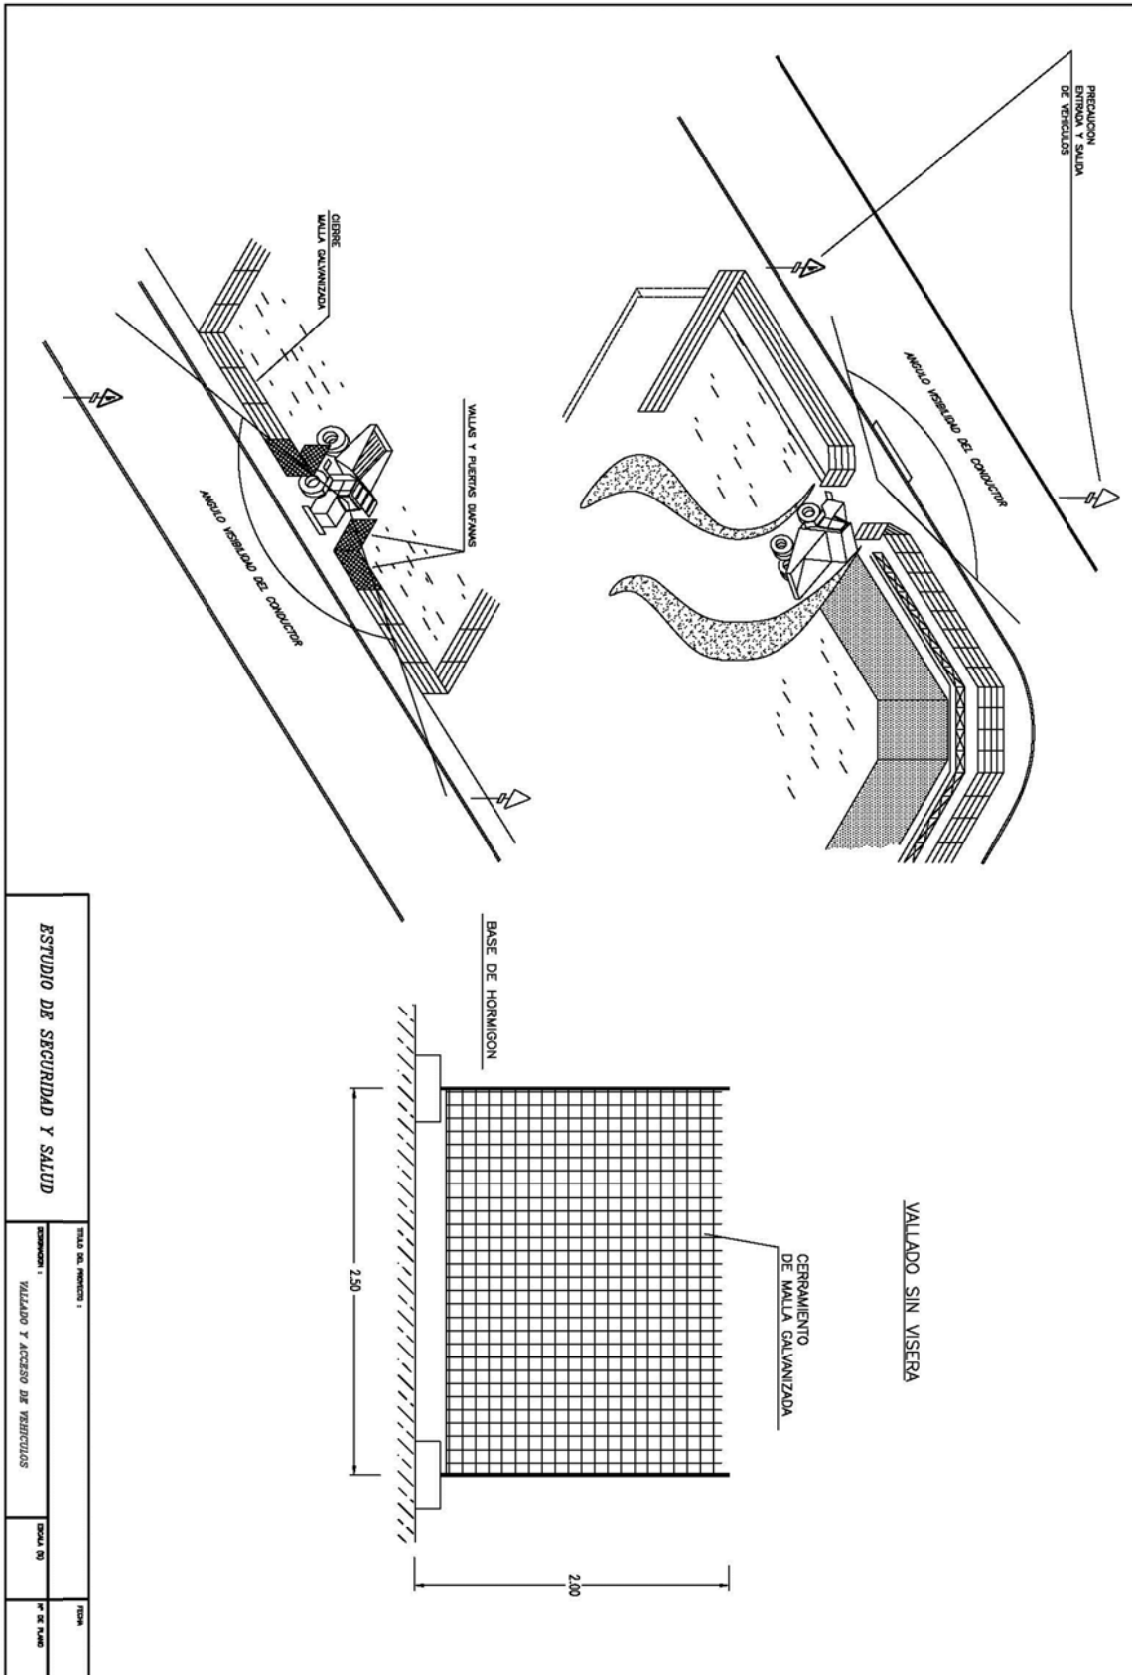 PRECAUCION
ENTRADA Y SALIDA
DE VEHICULOS
ANGULO VISIBILIDAD DEL CONDUCTOR
CIERRE
MALLA GALVANIZADA
VALLAS Y PUERTAS DIAFANAS
ANGULO VISIBILIDAD DEL CONDUCTOR
VALLADO SIN VISERA
CERRAMIENTO
DE MALLA GALVANIZADA
BASE DE HORMIGON
2.50
2.00
ESTUDIO DE SEGURIDAD Y SALUD
TITULO DEL PROYECTO :
FECHA
DESIGNACION :
VALLADO Y ACCESO DE VEHICULOS
Nº DE PLANO